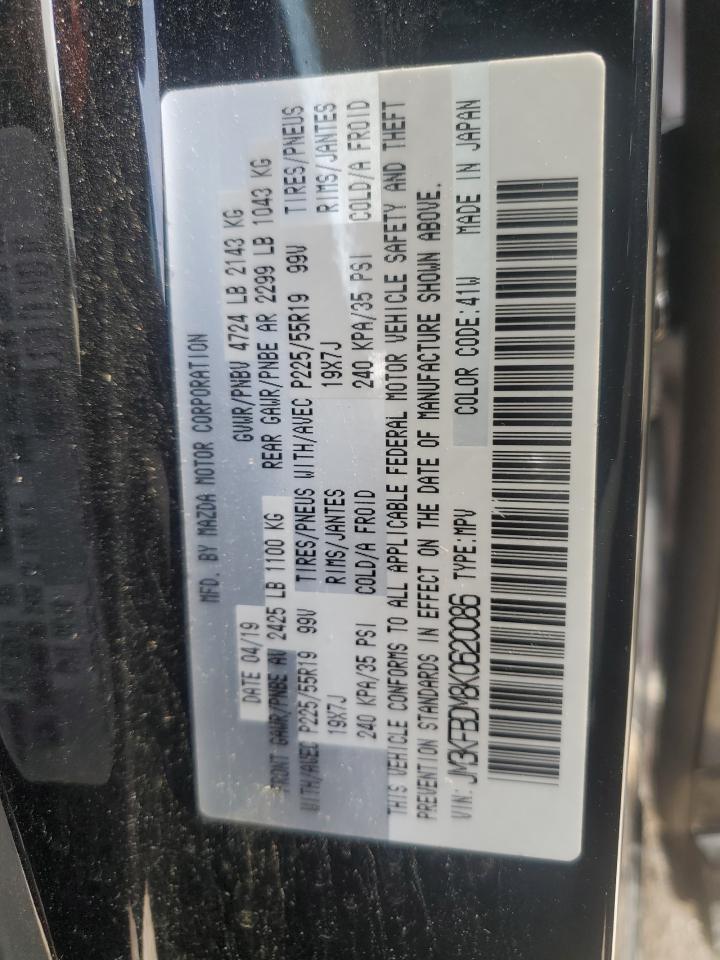 MFD. BY MAZDA MOTOR CORPORATION
DATE 04/19 GVWR/PNBV 4724 LB 2143 KG
FRONT GAWR/PNBE AV 2425 LB 1100 KG REAR GAWR/PNBE AR 2299 LB 1043 KG
WITH/AVEC P225/55R19 99V TIRES/PNEUS WITH/AVEC P225/55R19 99V TIRES/PNEUS
19X7J RIMS/JANTES 19X7J RIMS/JANTES
240 KPA/35 PSI COLD/A FROID 240 KPA/35 PSI COLD/A FROID
THIS VEHICLE CONFORMS TO ALL APPLICABLE FEDERAL MOTOR VEHICLE SAFETY AND THEFT
PREVENTION STANDARDS IN EFFECT ON THE DATE OF MANUFACTURE SHOWN ABOVE.
VIN: JM3KFBDM8K0620086 TYPE:MPV COLOR CODE:41W MADE IN JAPAN